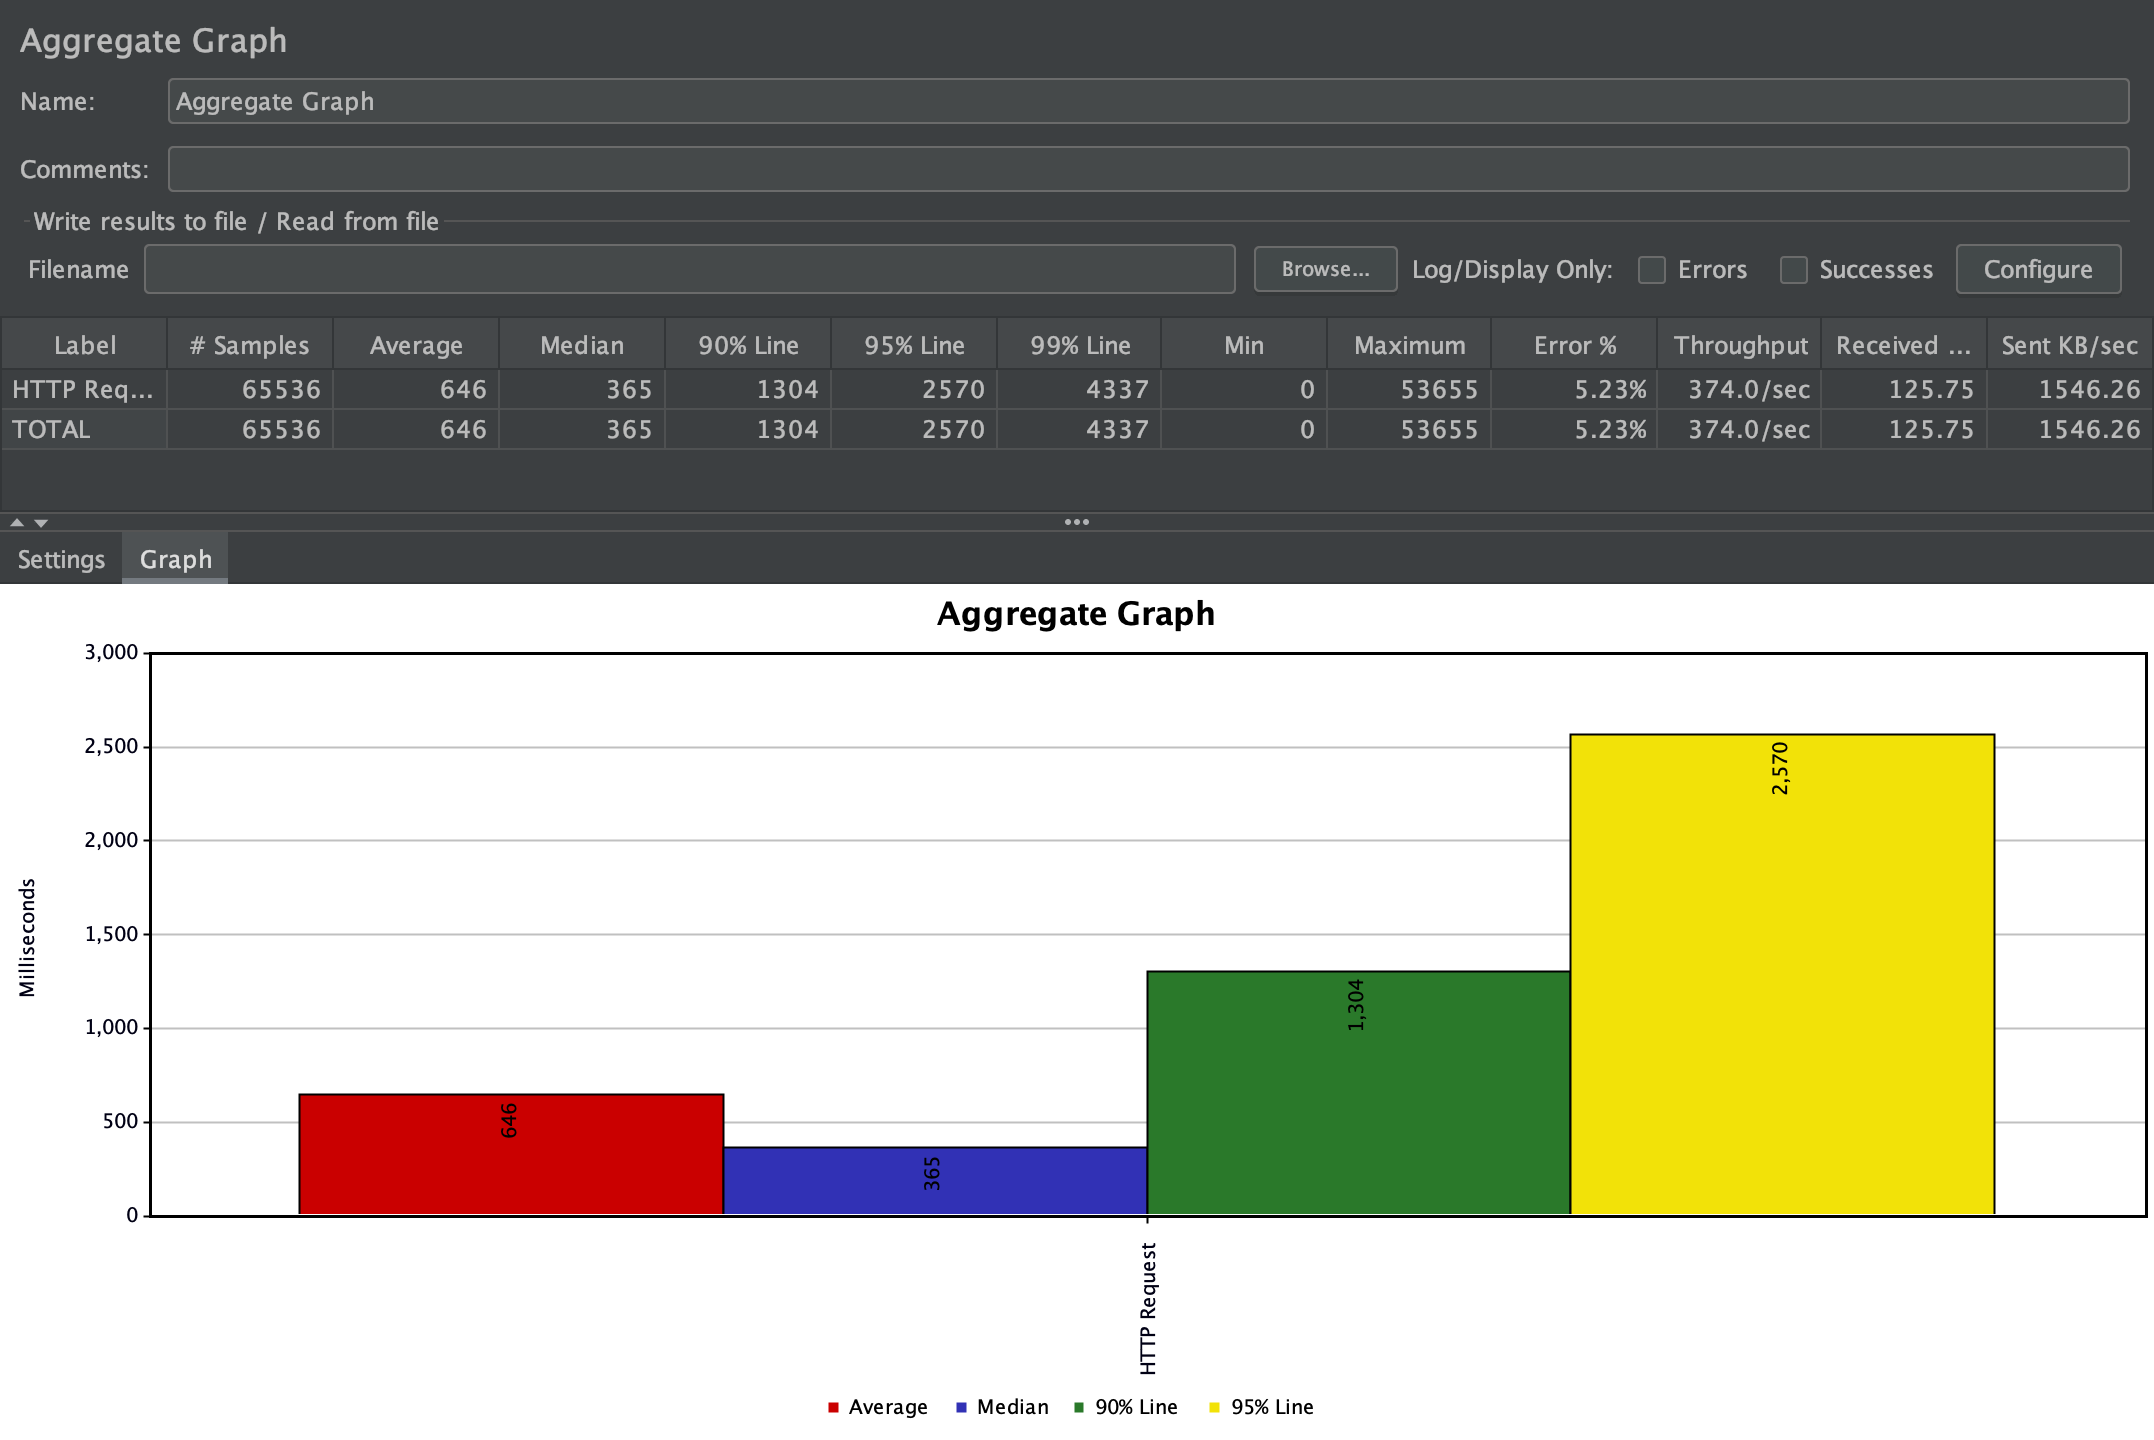 Aggregate Graph
Name: Aggregate Graph
Comments:
Write results to file / Read from file
Filename Browse... Log/Display Only: Errors Successes Configure
Label # Samples Average Median 90% Line 95% Line 99% Line Min Maximum Error % Throughput Received ... Sent KB/sec
HTTP Req... 65536 646 365 1304 2570 4337 0 53655 5.23% 374.0/sec 125.75 1546.26
TOTAL 65536 646 365 1304 2570 4337 0 53655 5.23% 374.0/sec 125.75 1546.26
Settings Graph
Aggregate Graph
3,000
2,500
2,000
1,500
1,000
500
0
Milliseconds
646
365
1,304
2,570
HTTP Request
Average Median 90% Line 95% Line